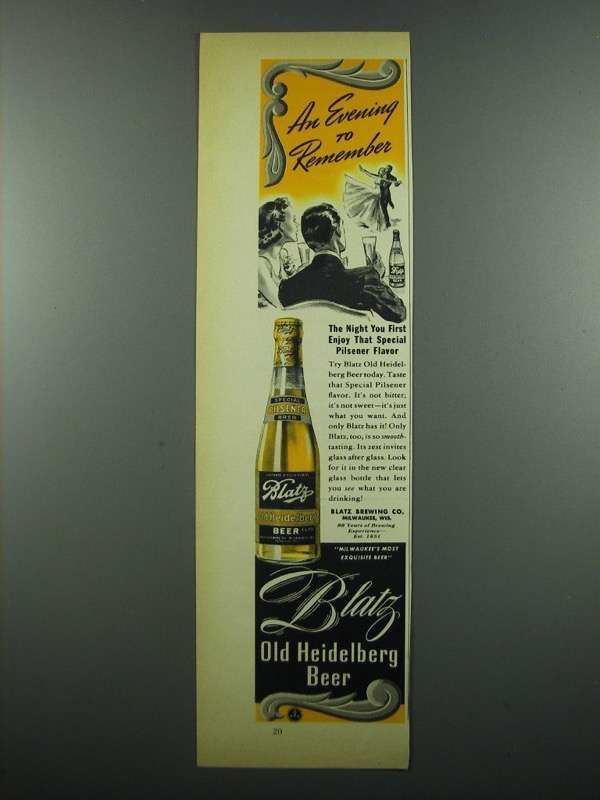 An Evening
TO
Remember
The Night You First
Enjoy That Special
Pilsener Flavor
Try Blatz Old Heidel-
berg Beer today. Taste
that Special Pilsener
flavor. It's not bitter;
it's not sweet—it's just
what you want. And
only Blatz has it! Only
Blatz, too, is so smooth-
tasting. Its zest invites
glass after glass. Look
for it in the new clear
glass bottle that lets
you see what you are
drinking!
BLATZ BREWING CO.
MILWAUKEE, WIS.
Years of Brewing
Experience—
Est. 1851
SPECIAL
PILSENER
BREW
Blatz
Old Heidelberg
BEER
"MILWAUKEE'S MOST
EXQUISITE BEER"
Blatz
Old Heidelberg
Beer
20